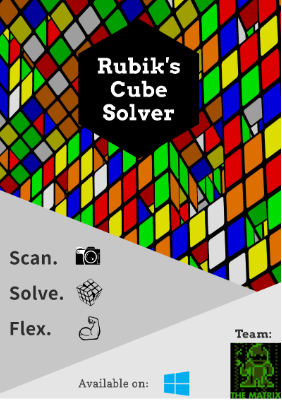 Rubik's
Cube
Solver
Scan.
Solve.
Flex.
Team:
THE MATRIX
Available on: